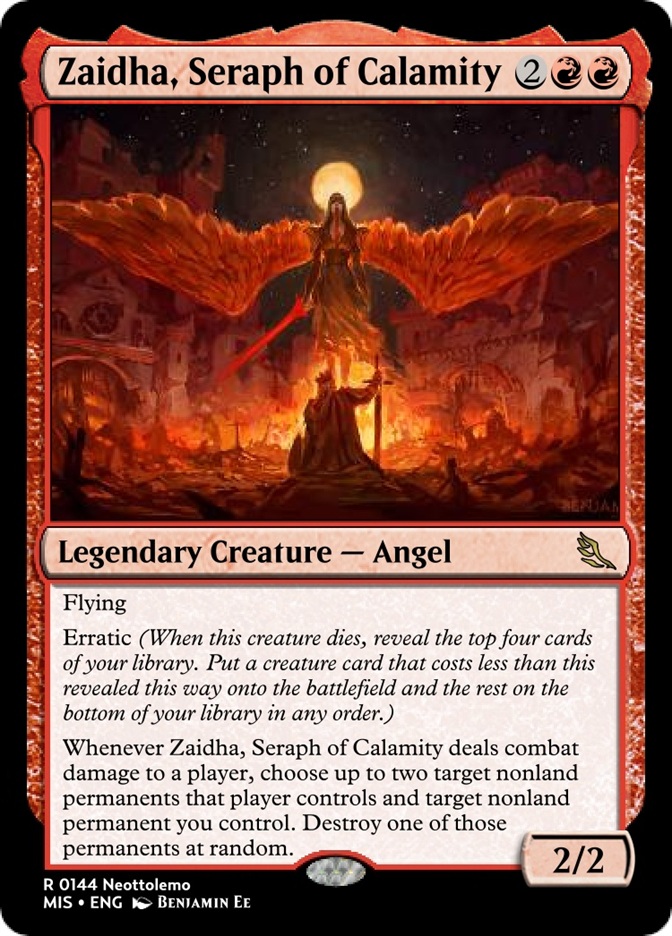 Zaidha, Seraph of Calamity 2
Legendary Creature — Angel
Flying
Erratic (When this creature dies, reveal the top four cards
of your library. Put a creature card that costs less than this
revealed this way onto the battlefield and the rest on the
bottom of your library in any order.)
Whenever Zaidha, Seraph of Calamity deals combat
damage to a player, choose up to two target nonland
permanents that player controls and target nonland
permanent you control. Destroy one of those
permanents at random.
2/2
R 0144 Neottolemo
MIS • ENG Benjamin Ee